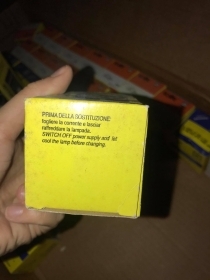 PRIMA DELLA SOSTITUZIONE
togliere la corrente e lasciar
raffreddare la lampada.
SWITCH OFF power supply and let
cool the lamp before changing.